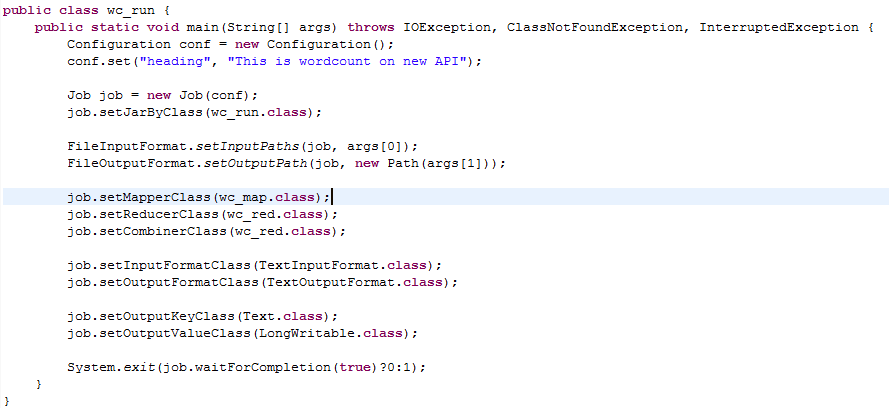 public class wc_run {
    public static void main(String[] args) throws IOException, ClassNotFoundException, InterruptedException {
        Configuration conf = new Configuration();
        conf.set("heading", "This is wordcount on new API");

        Job job = new Job(conf);
        job.setJarByClass(wc_run.class);

        FileInputFormat.setInputPaths(job, args[0]);
        FileOutputFormat.setOutputPath(job, new Path(args[1]));

        job.setMapperClass(wc_map.class);
        job.setReducerClass(wc_red.class);
        job.setCombinerClass(wc_red.class);

        job.setInputFormatClass(TextInputFormat.class);
        job.setOutputFormatClass(TextOutputFormat.class);

        job.setOutputKeyClass(Text.class);
        job.setOutputValueClass(LongWritable.class);

        System.exit(job.waitForCompletion(true)?0:1);
    }
}